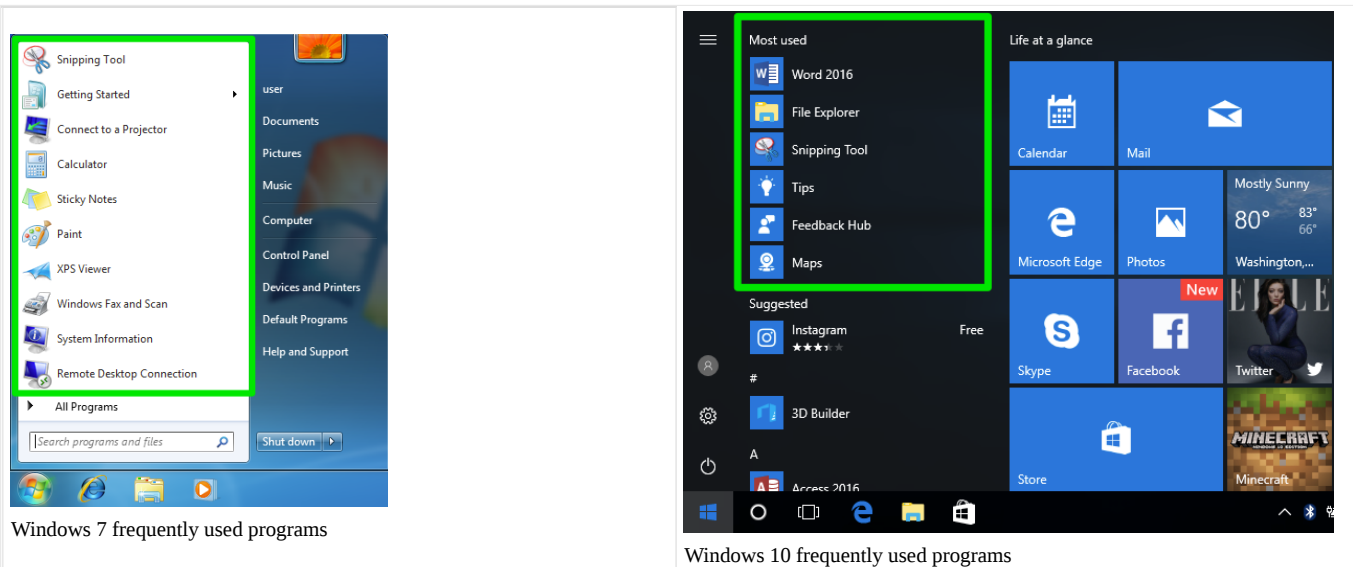 Snipping Tool
Getting Started
Connect to a Projector
Calculator
Sticky Notes
Paint
XPS Viewer
Windows Fax and Scan
System Information
Remote Desktop Connection
All Programs
Search programs and files
user
Documents
Pictures
Music
Computer
Control Panel
Devices and Printers
Default Programs
Help and Support
Shut down
Windows 7 frequently used programs
Most used
Word 2016
File Explorer
Snipping Tool
Tips
Feedback Hub
Maps
Suggested
Instagram Free
#
3D Builder
A
Access 2016
Life at a glance
Calendar
Mail
Microsoft Edge
Photos
Mostly Sunny
80° 83°
66°
Washington,...
Skype
New
Facebook
Twitter
Store
MINECRAFT
Minecraft
Windows 10 frequently used programs